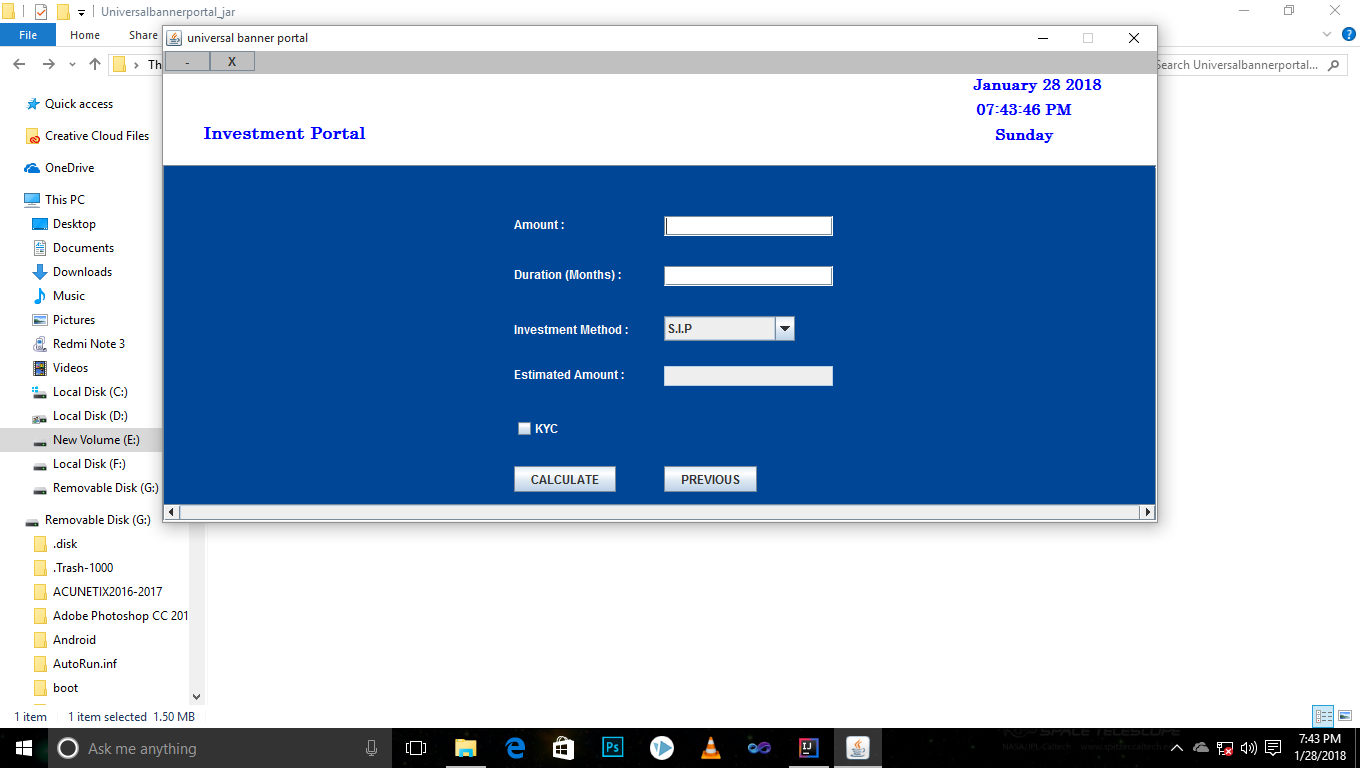 Universalbannerportal_jar
File Home Share
Th
Search Universalbannerportal...
universal banner portal
- X
January 28 2018
07:43:46 PM
Sunday
Investment Portal
Amount :
Duration (Months) :
Investment Method :
S.I.P
Estimated Amount :
KYC
CALCULATE
PREVIOUS
Quick access
Creative Cloud Files
OneDrive
This PC
Desktop
Documents
Downloads
Music
Pictures
Redmi Note 3
Videos
Local Disk (C:)
Local Disk (D:)
New Volume (E:)
Local Disk (F:)
Removable Disk (G:)
Removable Disk (G:)
.disk
.Trash-1000
ACUNETIX2016-2017
Adobe Photoshop CC 201
Android
AutoRun.inf
boot
1 item 1 item selected 1.50 MB
Ask me anything
Ps
IJ
SPACE TELESCOPE
7:43 PM
1/28/2018